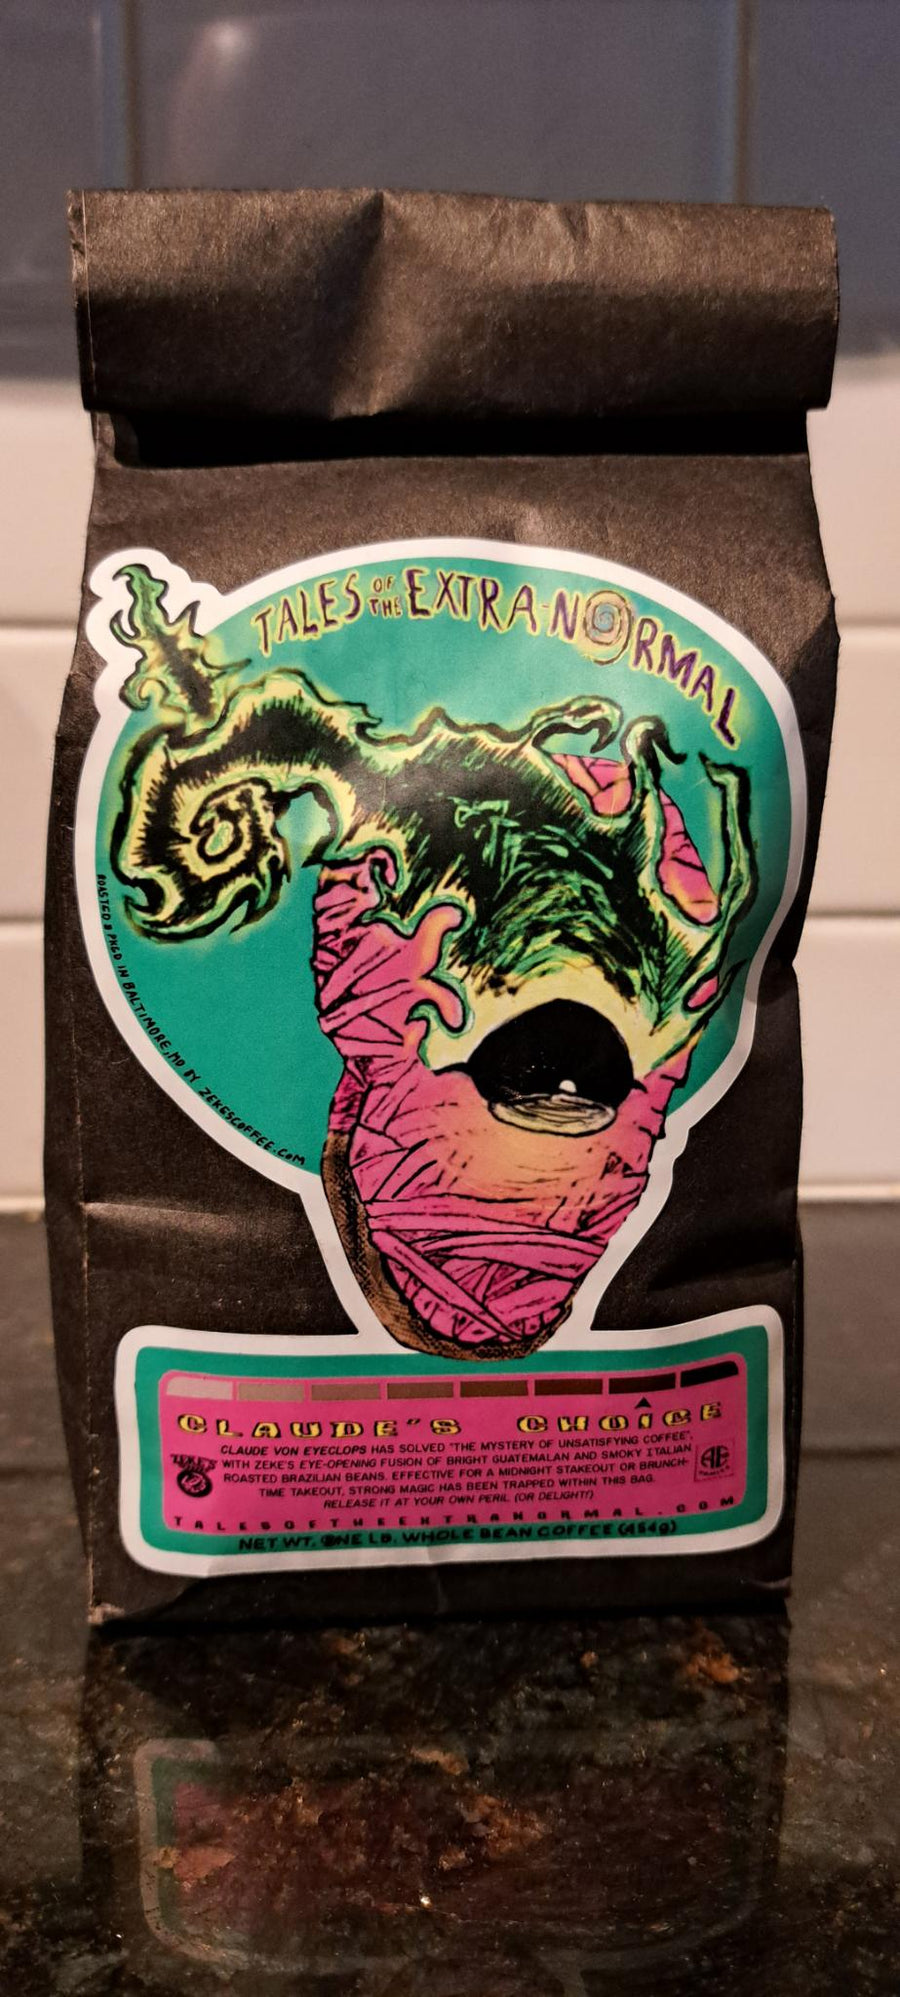 TALES OF THE EXTRA-NORMAL
ROASTED & PKGD IN BALTIMORE, MD BY ZEKESCOFFEE.COM
CLAUDE'S CHOICE
CLAUDE VON EYECLOPS HAS SOLVED "THE MYSTERY OF UNSATISFYING COFFEE",
WITH ZEKE'S EYE-OPENING FUSION OF BRIGHT GUATEMALAN AND SMOKY ITALIAN
ROASTED BRAZILIAN BEANS. EFFECTIVE FOR A MIDNIGHT STAKEOUT OR BRUNCH-
TIME TAKEOUT, STRONG MAGIC HAS BEEN TRAPPED WITHIN THIS BAG.
RELEASE IT AT YOUR OWN PERIL (OR DELIGHT!)
ZEKE'S
TALESOFTHEEXTRANORMAL.COM
NET WT. ONE LB. WHOLE BEAN COFFEE (454g)